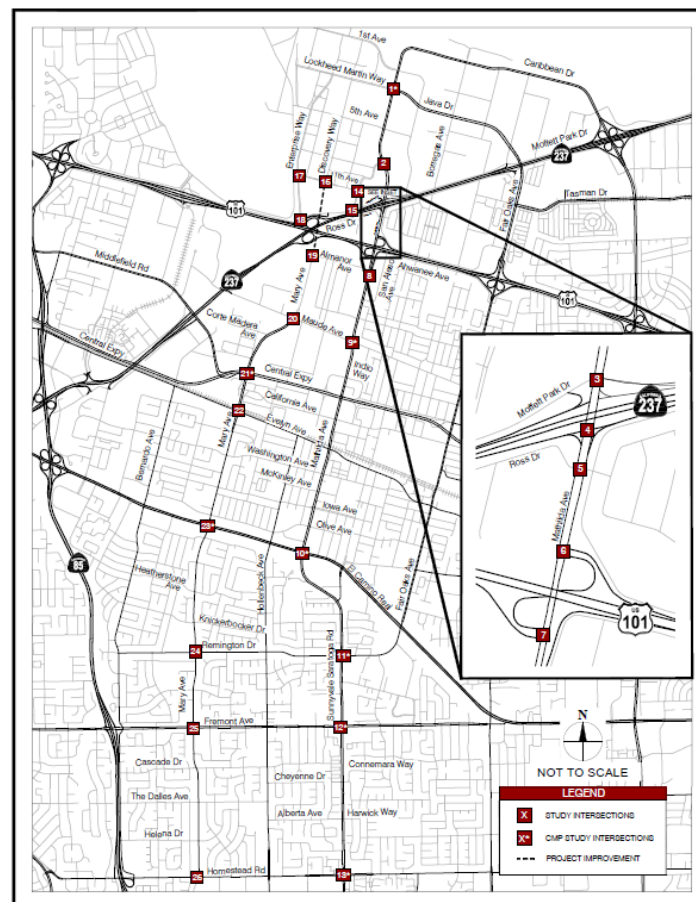 1st Ave
Lockheed Martin Way
Caribbean Dr
1*
Java Dr
5th Ave
Borregas Ave
Moffett Park Dr
237
Enterprise Way
Discovery Way
2
17
16
11th Ave
14
SEE INSET
Fair Oaks Ave
Tasman Dr
US
101
15
18
Ross Dr
Middlefield Rd
19
Almanor
Ave
Ahwanee Ave
8
237
Mary Ave
101
Corte Madera
Ave
20
Maude Ave
9*
Indio
Way
Central Expy
21*
Central Expy
California Ave
22
Evelyn Ave
Mary Ave
Bernardo Ave
Washington Ave
McKinley Ave
Mathilda Ave
Iowa Ave
Olive Ave
23*
10*
85
Heatherstone
Ave
Hollenbeck Ave
El Camino Real
Fair Oaks Ave
Knickerbocker Dr
Remington Dr
24
11*
Mary Ave
Sunnyvale Saratoga Rd
Fremont Ave
25
12*
Cascade Dr
Connemara Way
Cheyenne Dr
The Dalles Ave
Alberta Ave
Harwick Way
Helena Dr
Homestead Rd
26
13*
3
Moffett Park Dr
237
4
Ross Dr
5
Mathilda Ave
6
US
101
7
N
NOT TO SCALE
LEGEND
X STUDY INTERSECTIONS
X* CMP STUDY INTERSECTIONS
PROJECT IMPROVEMENT